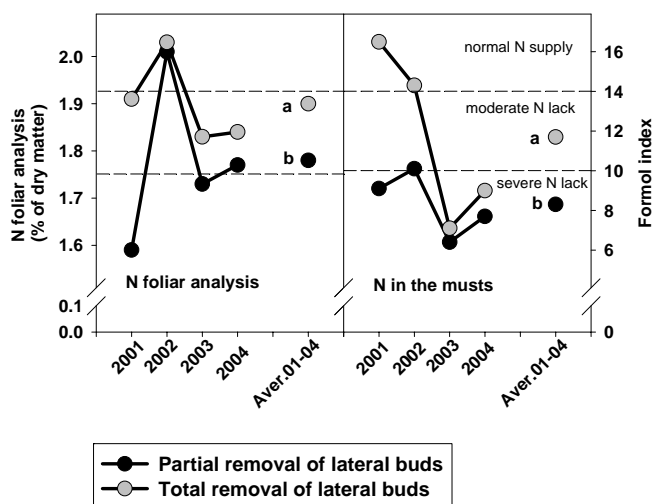 N foliar analysis
(% of dry matter)
2.0
1.9
1.8
1.7
1.6
0.1
0.0
a
b
N foliar analysis
2001
2002
2003
2004
Aver.01-04
normal N supply
moderate N lack
a
severe N lack
b
N in the musts
2001
2002
2003
2004
Aver.01-04
16
14
12
10
8
6
0
Formol index
Partial removal of lateral buds
Total removal of lateral buds